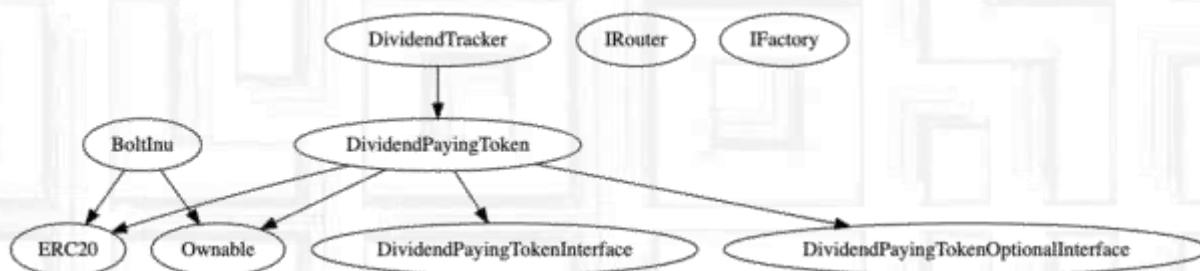 DividendTracker
IRouter
IFactory
BoltInu
DividendPayingToken
ERC20
Ownable
DividendPayingTokenInterface
DividendPayingTokenOptionalInterface